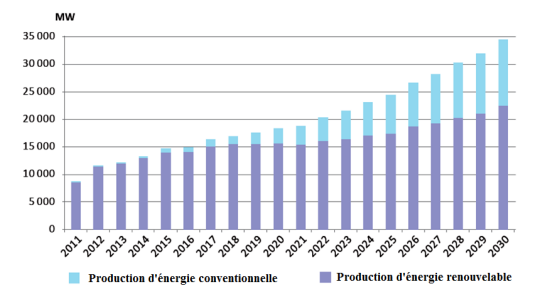 MW
35 000
30 000
25 000
20 000
15 000
10 000
5 000
0
2011 2012 2013 2014 2015 2016 2017 2018 2019 2020 2021 2022 2023 2024 2025 2026 2027 2028 2029 2030
Production d'énergie conventionnelle Production d'énergie renouvelable